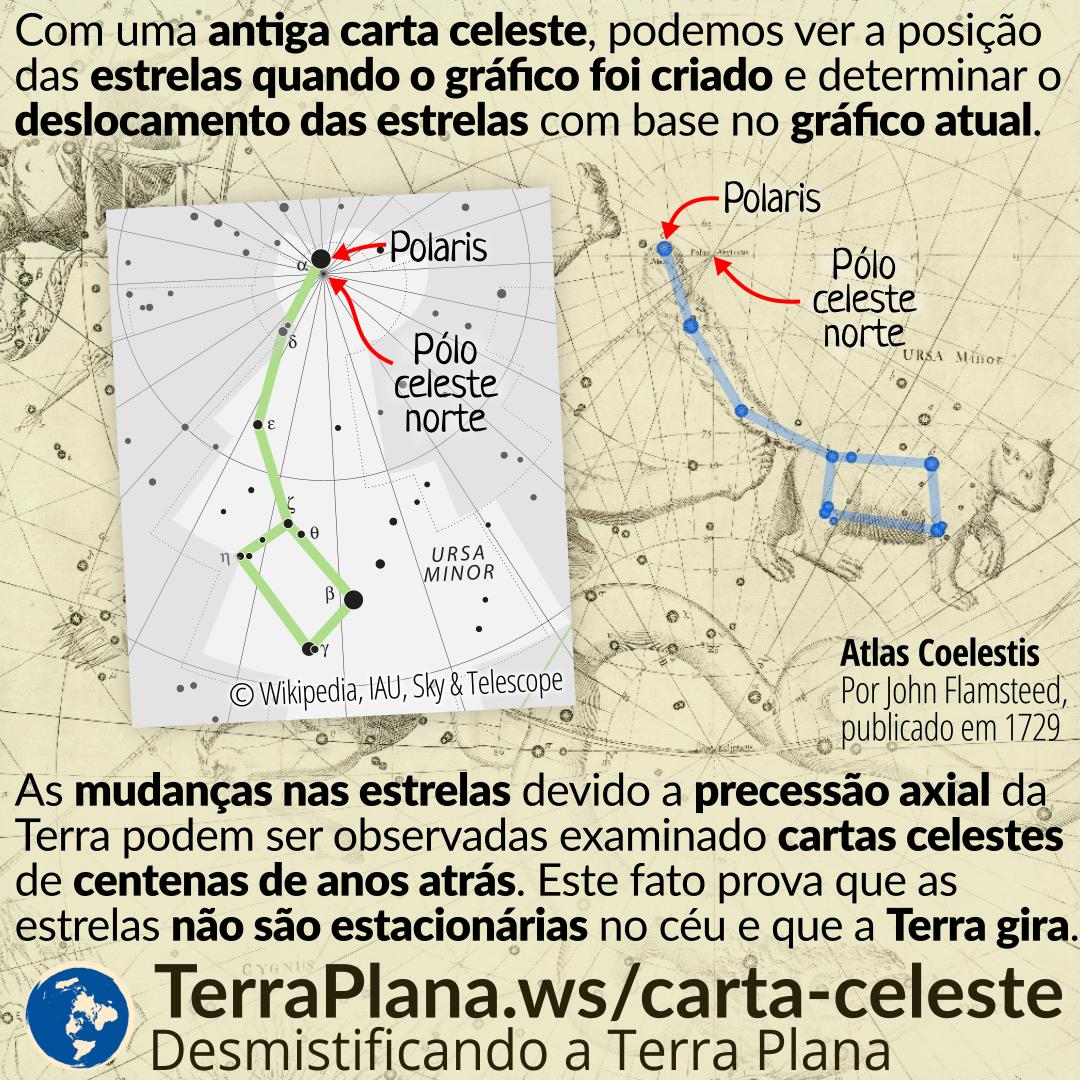 Com uma antiga carta celeste, podemos ver a posição
das estrelas quando o gráfico foi criado e determinar o
deslocamento das estrelas com base no gráfico atual.
Polaris
Polaris
α
Pólo
celeste
norte
δ
Pólo
celeste
norte
URSA Minor
ε
75
ζ
θ
η
URSA
MINOR
β
γ
© Wikipedia, IAU, Sky & Telescope
Atlas Coelestis
Por John Flamsteed,
publicado em 1729
As mudanças nas estrelas devido a precessão axial da
Terra podem ser observadas examinado cartas celestes
de centenas de anos atrás. Este fato prova que as
estrelas não são estacionárias no céu e que a Terra gira.
CYGNUS
TerraPlana.ws/carta-celeste
Desmistificando a Terra Plana